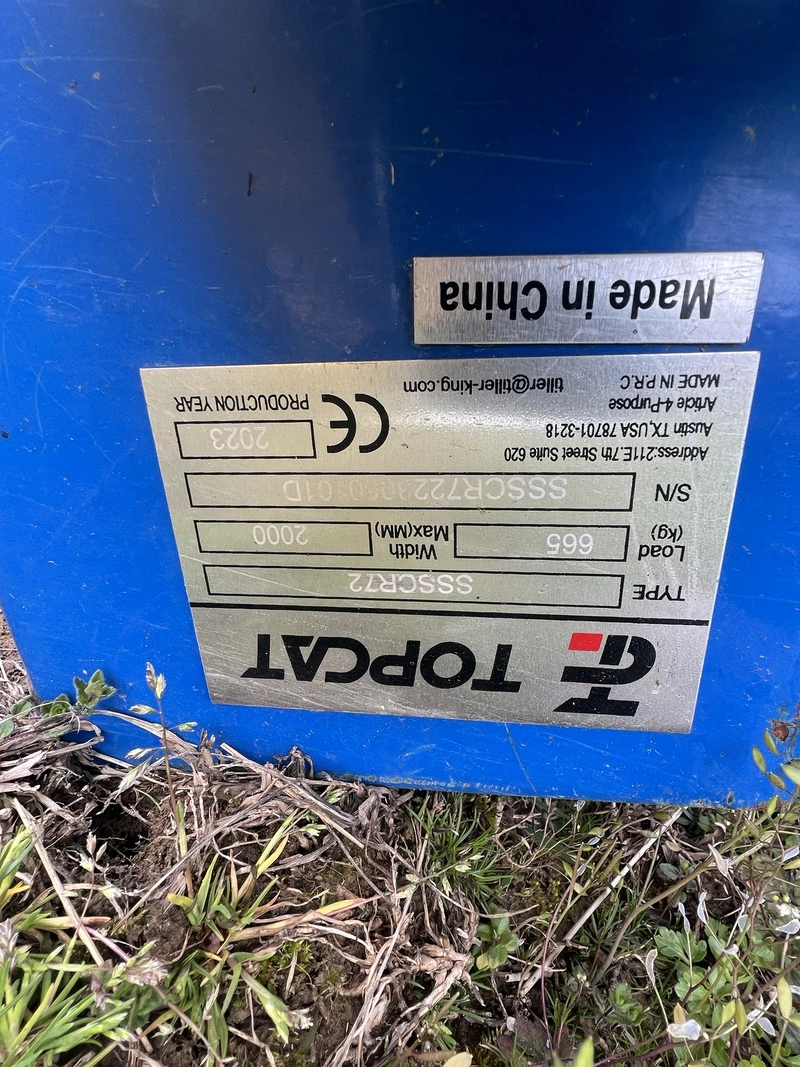 TOPCAT
TYPE SSSCR72
Load (kg) 665 Width Max(MM) 2000
S/N
Address:211E.7th Street Suite 620
Austin TX,USA 78701-3218
Article 4-Purpose
MADE IN P.R.C
tiller@tiller-king.com
CE
2023
PRODUCTION YEAR
Made in China